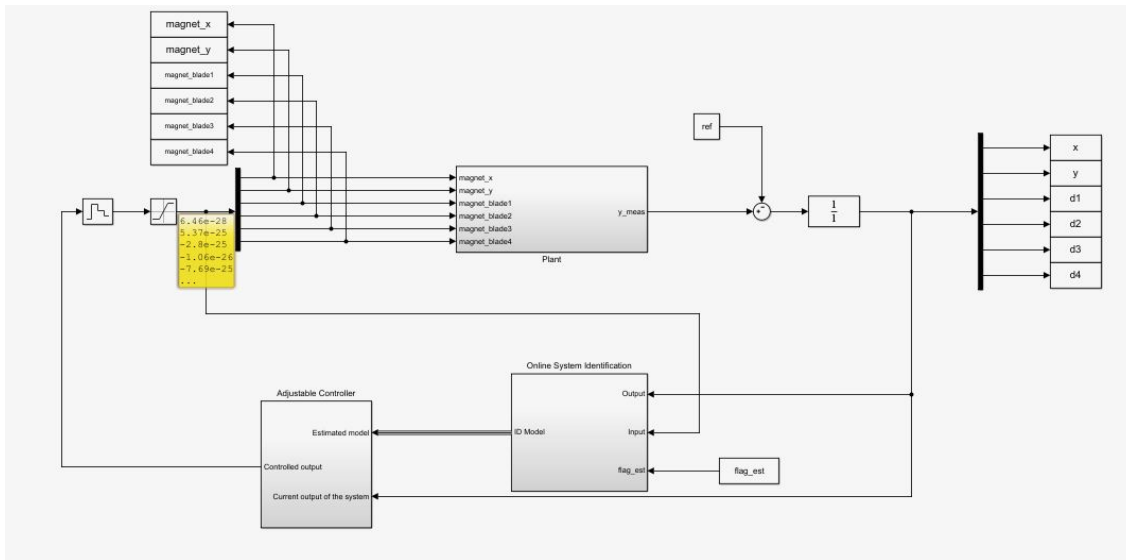 magnet_x
magnet_y
magnet_blade1
magnet_blade2
magnet_blade3
magnet_blade4
6.46e-28
5.37e-25
-2.8e-25
-1.06e-26
-7.69e-25
...
magnet_x
magnet_y
magnet_blade1
magnet_blade2
magnet_blade3
magnet_blade4
y_meas
Plant
ref
1
1
x
y
d1
d2
d3
d4
Online System Identification
Output
Input
flag_est
ID Model
flag_est
Adjustable Controller
Estimated model
Controlled output
Current output of the system